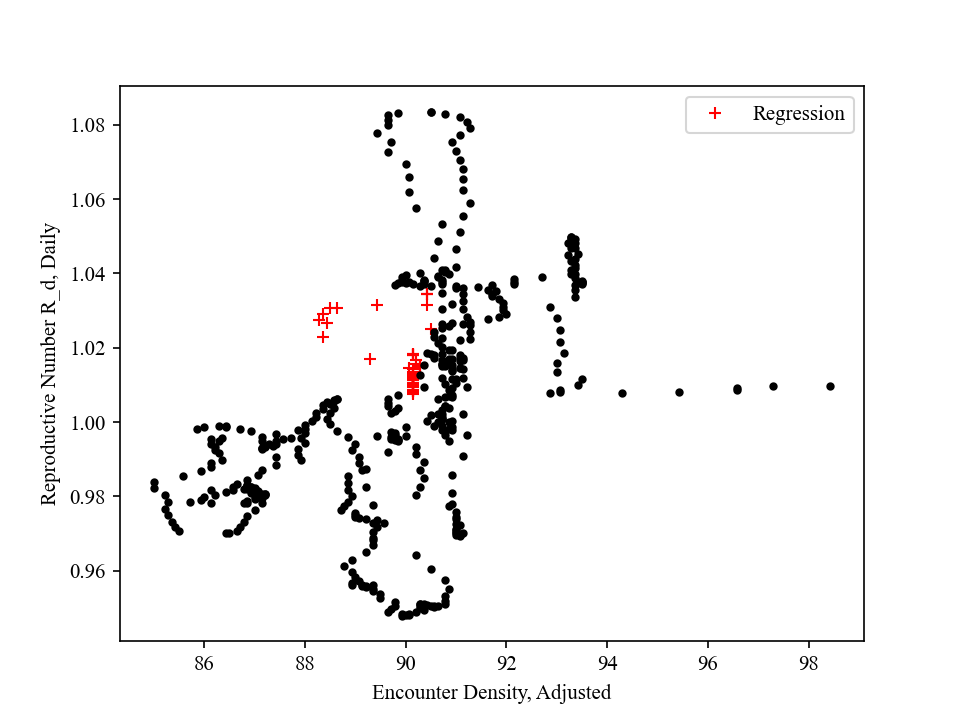 Regression
1.08
1.06
1.04
1.02
1.00
0.98
0.96
Reproductive Number R_d, Daily
86 88 90 92 94 96 98
Encounter Density, Adjusted